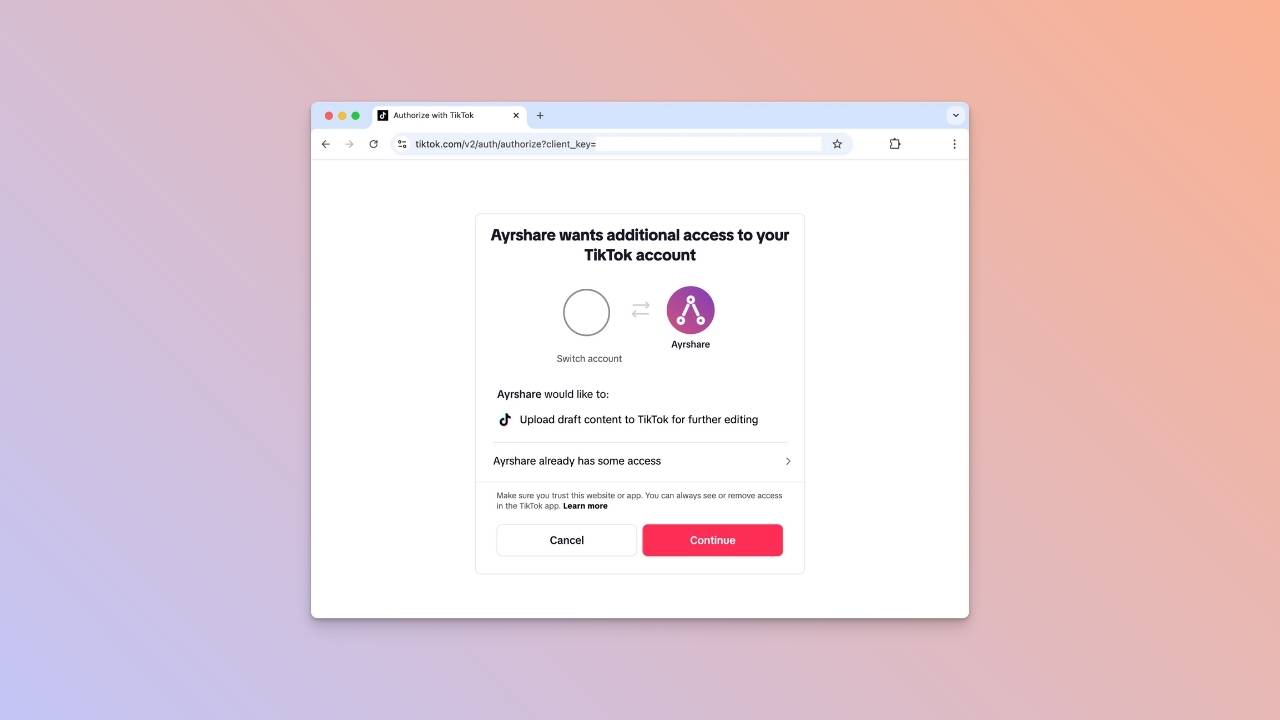 Authorize with TikTok
tiktok.com/v2/auth/authorize?client_key=
Ayrshare wants additional access to your
TikTok account
Ayrshare
Switch account
Ayrshare would like to:
Upload draft content to TikTok for further editing
Ayrshare already has some access
Make sure you trust this website or app. You can always see or remove access
in the TikTok app. Learn more
Cancel
Continue